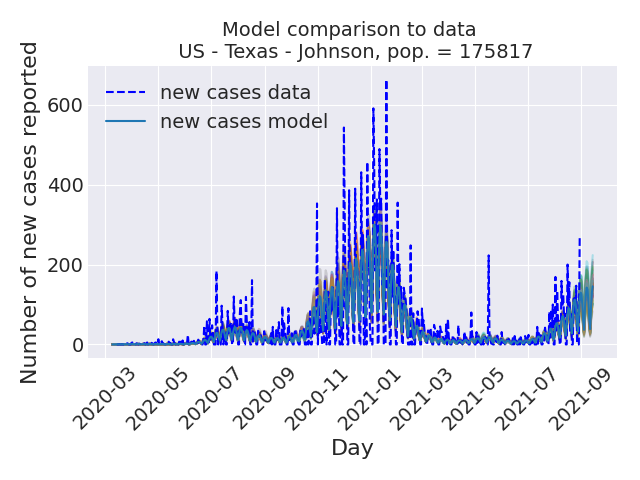 Model comparison to data
US - Texas - Johnson, pop. = 175817
Number of new cases reported
600
400
200
0
new cases data
new cases model
2020-03
2020-05
2020-07
2020-09
2020-11
2021-01
2021-03
2021-05
2021-07
2021-09
Day